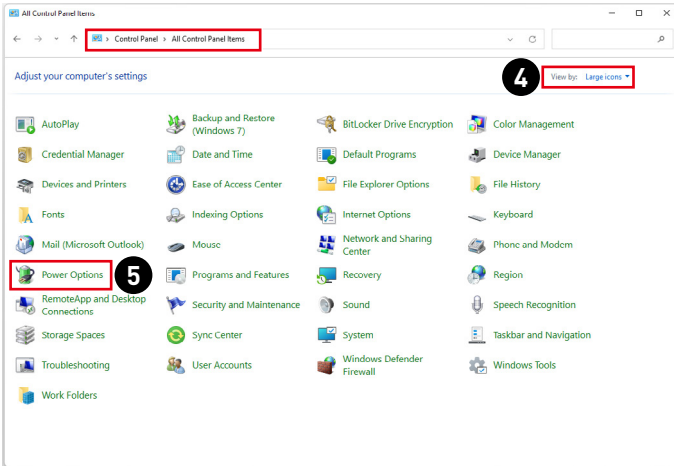 All Control Panel Items
Control Panel > All Control Panel Items
Adjust your computer's settings
4
View by: Large icons
AutoPlay
Backup and Restore
(Windows 7)
BitLocker Drive Encryption
Color Management
Credential Manager
Date and Time
Default Programs
Device Manager
Devices and Printers
Ease of Access Center
File Explorer Options
File History
Fonts
Indexing Options
Internet Options
Keyboard
Mail (Microsoft Outlook)
Mouse
Network and Sharing
Center
Phone and Modem
Power Options
5
Programs and Features
Recovery
Region
RemoteApp and Desktop
Connections
Security and Maintenance
Sound
Speech Recognition
Storage Spaces
Sync Center
System
Taskbar and Navigation
Troubleshooting
User Accounts
Windows Defender
Firewall
Windows Tools
Work Folders